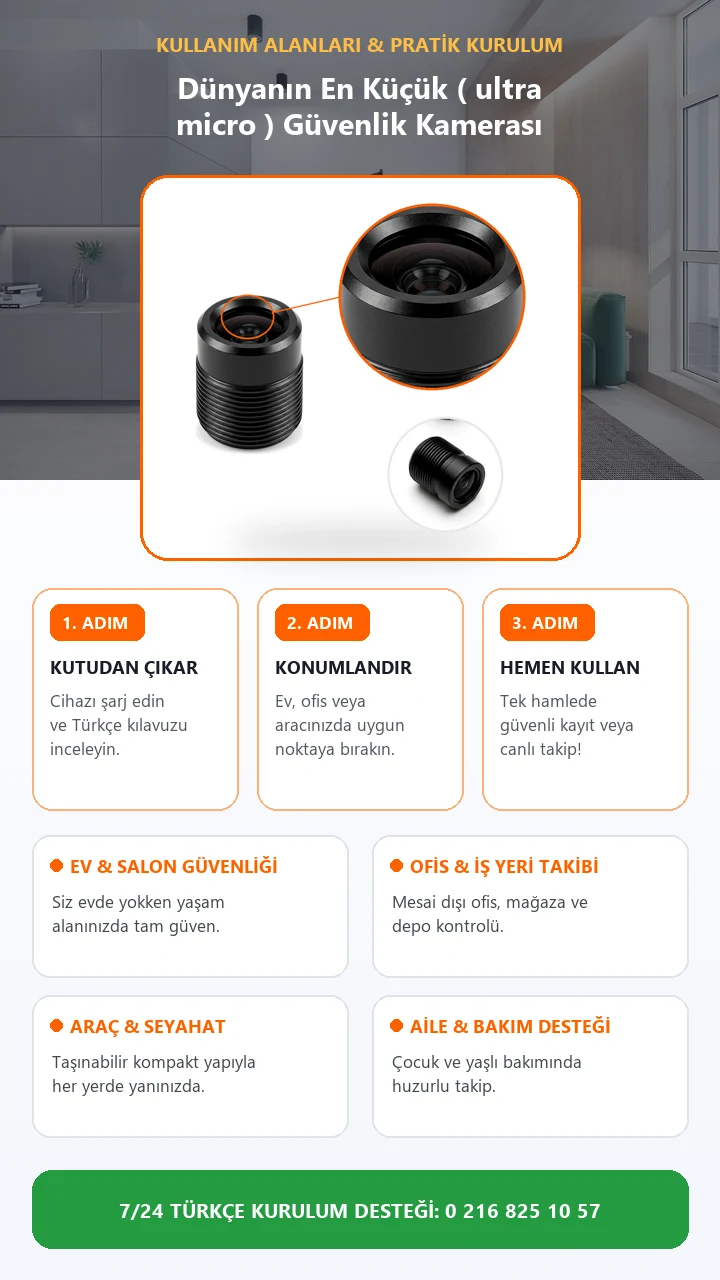 KULLANIM ALANLARI & PRATİK KURULUM
Dünyanın En Küçük ( ultra
micro ) Güvenlik Kamerası
1. ADIM
KUTUDAN ÇIKAR
Cihazı şarj edin
ve Türkçe kılavuzu
inceleyin.
2. ADIM
KONUMLANDIR
Ev, ofis veya
aracınızda uygun
noktaya bırakın.
3. ADIM
HEMEN KULLAN
Tek hamlede
güvenli kayıt veya
canlı takip!
EV & SALON GÜVENLİĞİ
Siz evde yokken yaşam
alanınızda tam güven.
OFİS & İŞ YERİ TAKİBİ
Mesai dışı ofis, mağaza ve
depo kontrolü.
ARAÇ & SEYAHAT
Taşınabilir kompakt yapıyla
her yerde yanınızda.
AİLE & BAKIM DESTEĞİ
Çocuk ve yaşlı bakımında
huzurlu takip.
7/24 TÜRKÇE KURULUM DESTEĞİ: 0 216 825 10 57